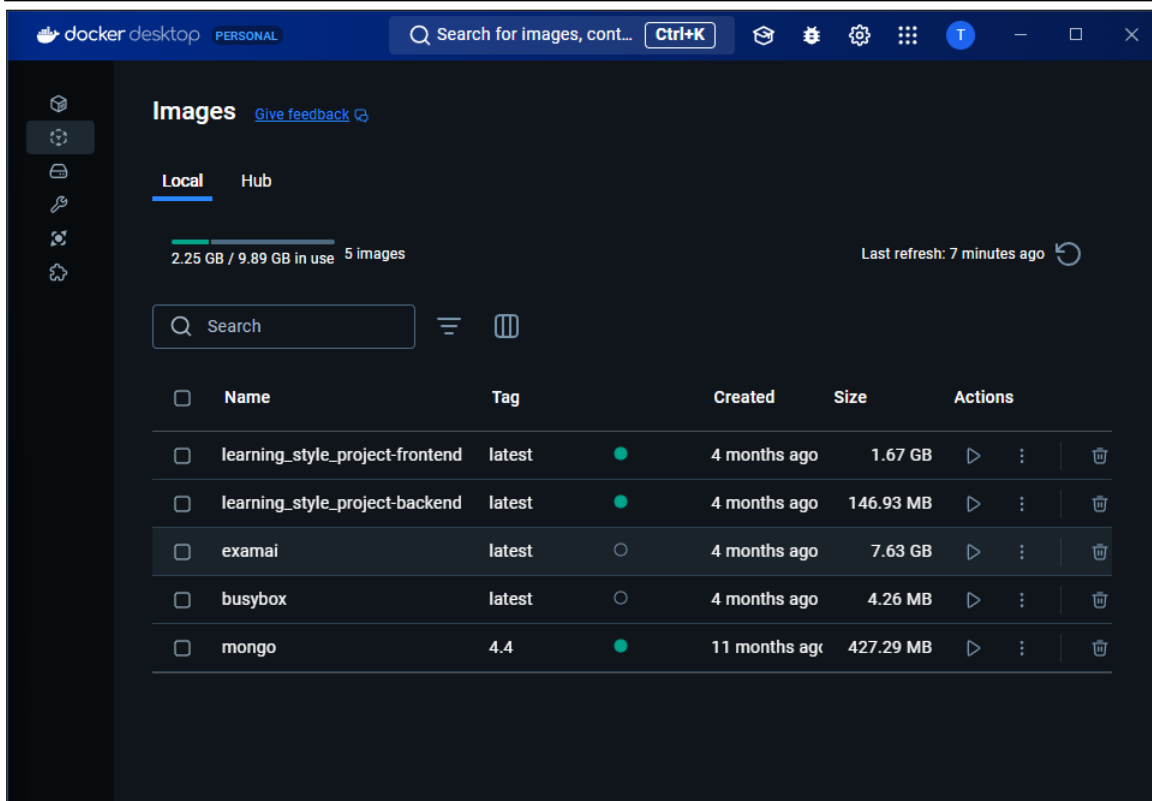 docker desktop PERSONAL Search for images, cont... Ctrl+K T
Images Give feedback
Local Hub
2.25 GB / 9.89 GB in use 5 images Last refresh: 7 minutes ago
Search
Name Tag Created Size Actions
learning_style_project-frontend latest 4 months ago 1.67 GB
learning_style_project-backend latest 4 months ago 146.93 MB
examai latest 4 months ago 7.63 GB
busybox latest 4 months ago 4.26 MB
mongo 4.4 11 months ago 427.29 MB